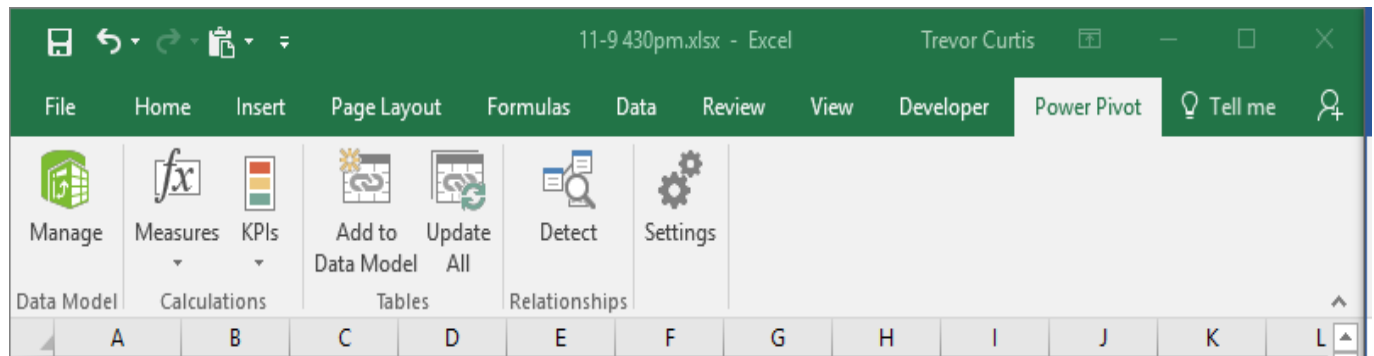 11-9 430pm.xlsx - Excel Trevor Curtis
File Home Insert Page Layout Formulas Data Review View Developer Power Pivot Tell me
fx
Manage Measures KPIs Add to Update Detect Settings
Data Model All
Data Model Calculations Tables Relationships
A B C D E F G H I J K L